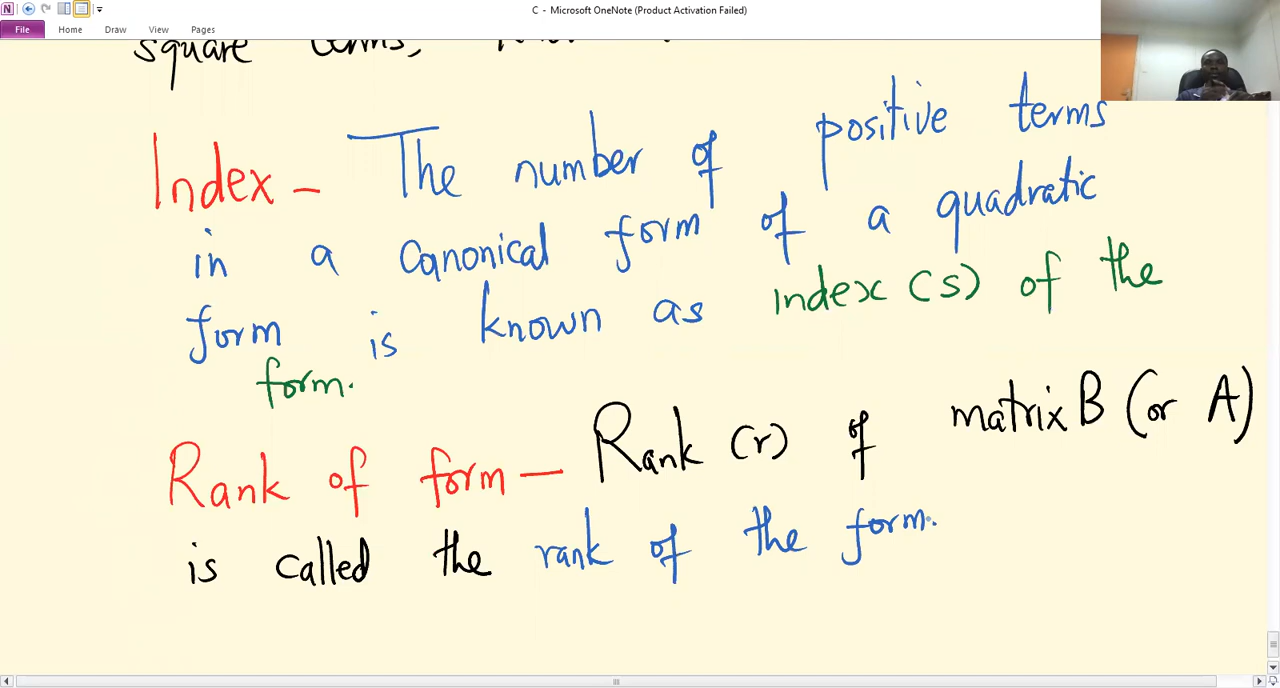 C - Microsoft OneNote (Product Activation Failed)
File Home Draw View Pages
square terms,
Index - The number of positive terms
in a canonical form of a quadratic
form is known as index (s) of the
form.
Rank of form - Rank (r) of matrix B (or A)
is called the rank of the form.